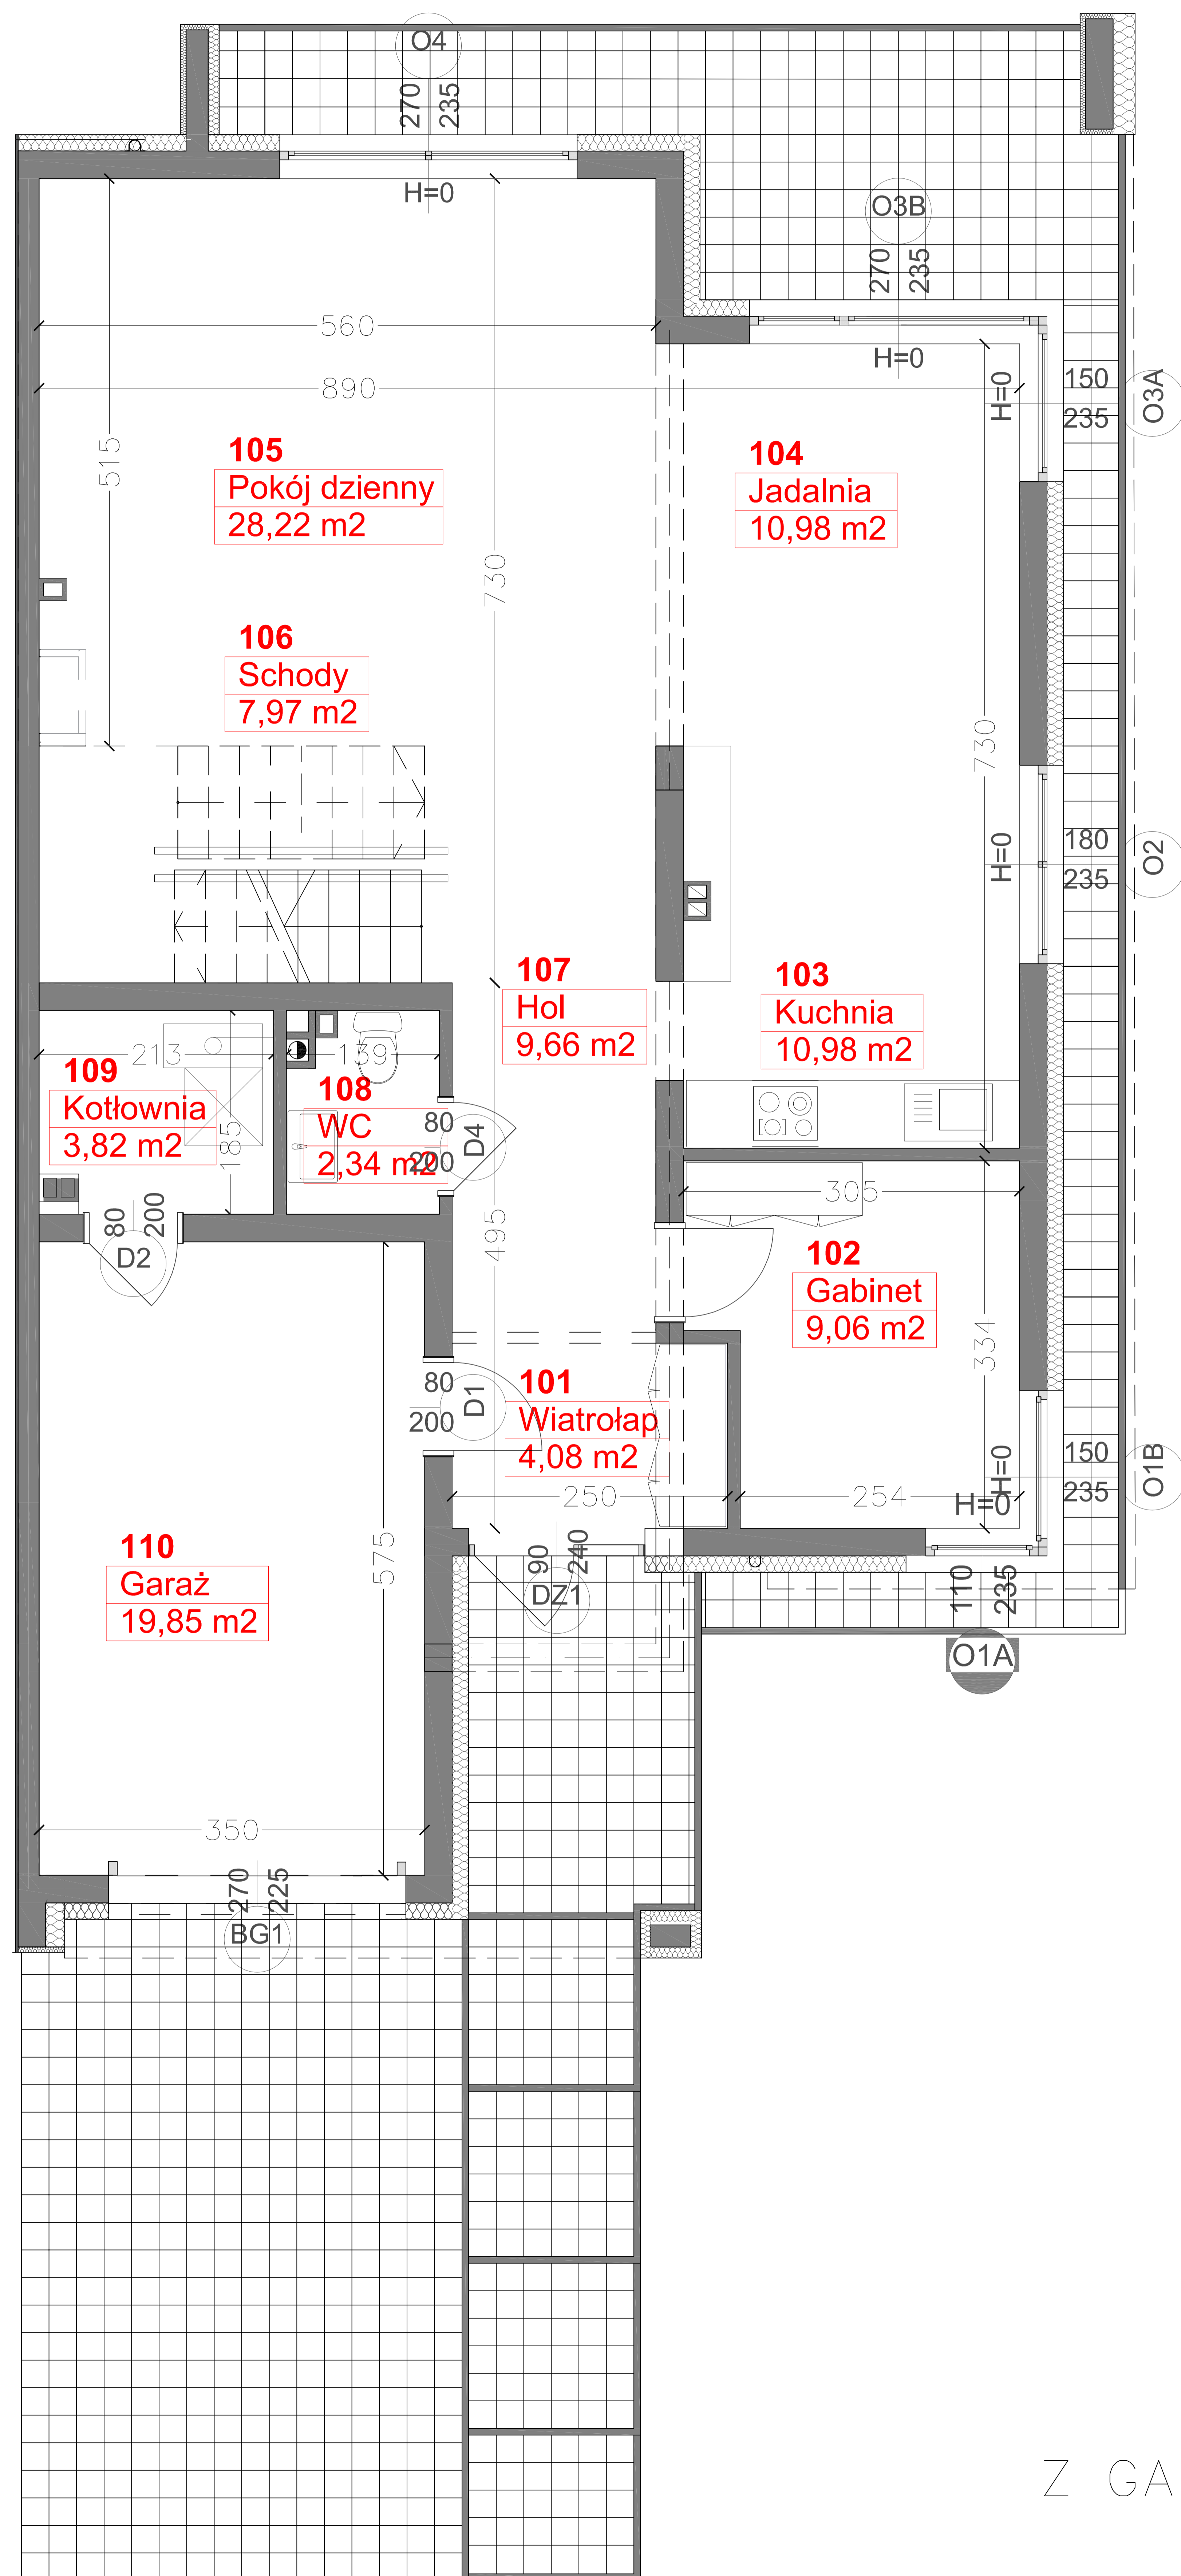 O4
270
235
H=0
O3B
270
235
H=0
560
890
H=0
150
235
O3A
515
105
Pokój dzienny
28,22 m2
104
Jadalnia
10,98 m2
730
106
Schody
7,97 m2
730
H=0
180
235
O2
107
Hol
9,66 m2
103
Kuchnia
10,98 m2
213
139
109
Kotłownia
3,82 m2
185
108
WC
2,34 m2
80
200
D4
80
200
D2
495
305
102
Gabinet
9,06 m2
334
80
200
D1
101
Wiatrołap
4,08 m2
250
254
H=0
H=0
150
235
O1B
90
240
DZ1
110
235
O1A
110
Garaż
19,85 m2
575
350
270
225
BG1
Z GA